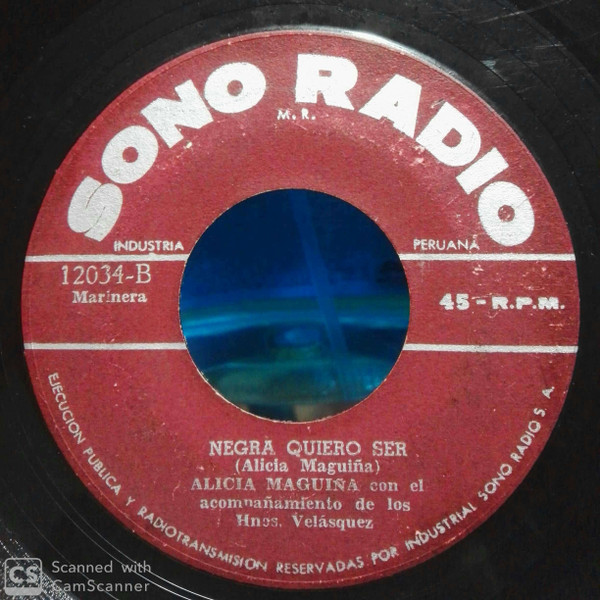 SONO RADIO
M. R.
INDUSTRIA PERUANA
12034-B
Marinera
45 - R.P.M.
NEGRA QUIERO SER
(Alicia Maguiña)
ALICIA MAGUIÑA con el
acompañamiento de los
Hnos. Velásquez
EJECUCION PUBLICA Y RADIOTRANSMISION RESERVADAS POR INDUSTRIAL SONO RADIO S. A.
CS
Scanned with
CamScanner